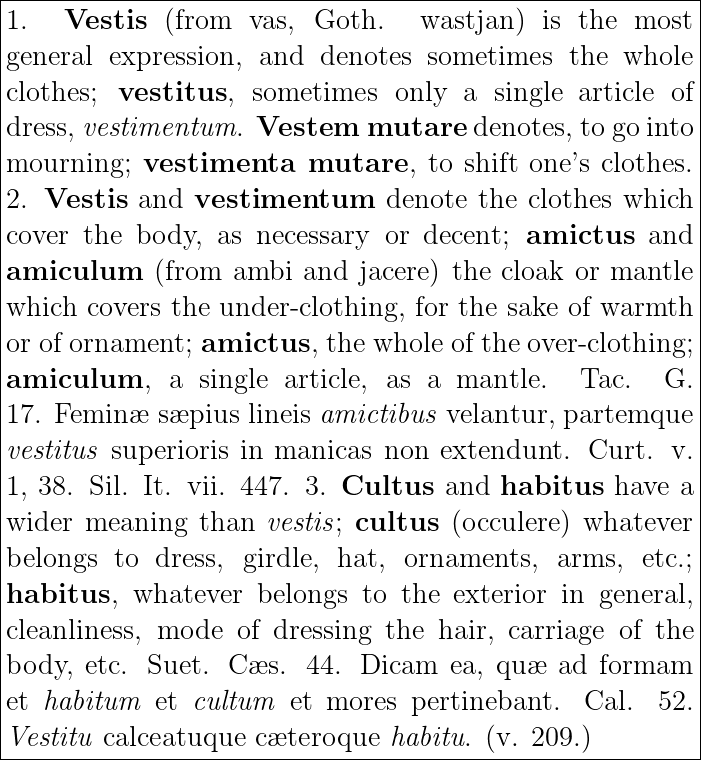 1. Vestis (from vas, Goth. wastjan) is the most
general expression, and denotes sometimes the whole
clothes; vestitus, sometimes only a single article of
dress, vestimentum. Vestem mutare denotes, to go into
mourning; vestimenta mutare, to shift one's clothes.
2. Vestis and vestimentum denote the clothes which
cover the body, as necessary or decent; amictus and
amiculum (from ambi and jacere) the cloak or mantle
which covers the under-clothing, for the sake of warmth
or of ornament; amictus, the whole of the over-clothing;
amiculum, a single article, as a mantle. Tac. G.
17. Feminæ sæpius lineis amictibus velantur, partemque
vestitus superioris in manicas non extendunt. Curt. v.
1, 38. Sil. It. vii. 447. 3. Cultus and habitus have a
wider meaning than vestis; cultus (occulere) whatever
belongs to dress, girdle, hat, ornaments, arms, etc.;
habitus, whatever belongs to the exterior in general,
cleanliness, mode of dressing the hair, carriage of the
body, etc. Suet. Cæs. 44. Dicam ea, quæ ad formam
et habitum et cultum et mores pertinebant. Cal. 52.
Vestitu calceatuque cæteroque habitu. (v. 209.)